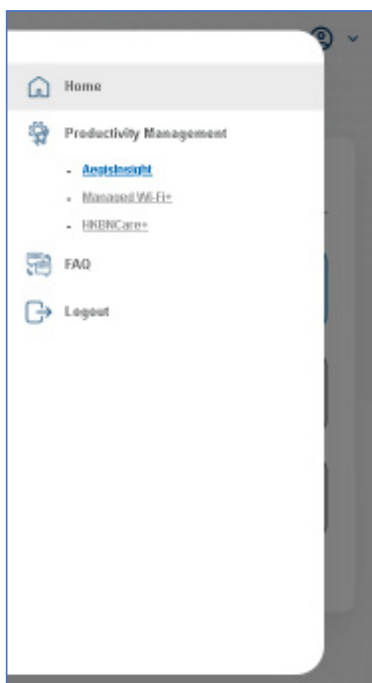 Home
Productivity Management
- AegisInsight
- Managed Wi-Fi+
- HKBNCare+
FAQ
Logout